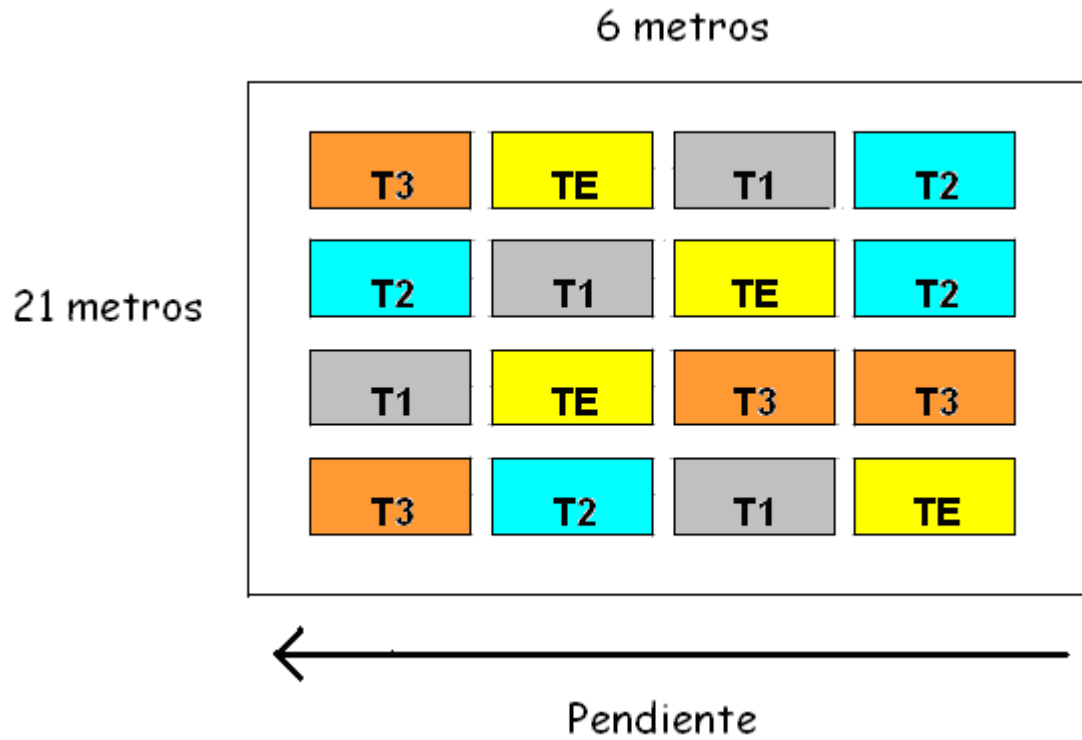 6 metros
T3 TE T1 T2
T2 T1 TE T2
21 metros
T1 TE T3 T3
T3 T2 T1 TE
Pendiente